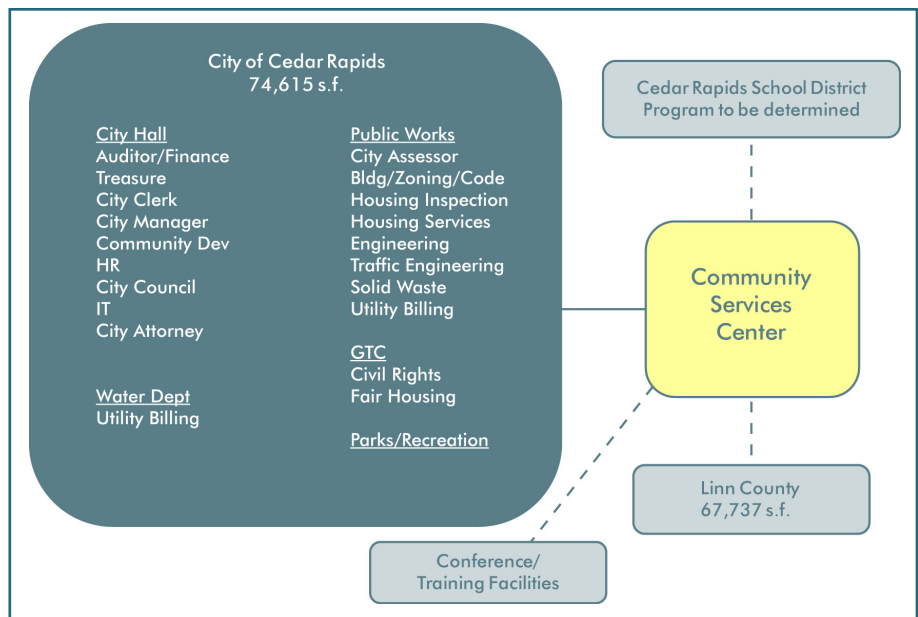 City of Cedar Rapids
74,615 s.f.
City Hall
Auditor/Finance
Treasure
City Clerk
City Manager
Community Dev
HR
City Council
IT
City Attorney
Water Dept
Utility Billing
Public Works
City Assessor
Bldg/Zoning/Code
Housing Inspection
Housing Services
Engineering
Traffic Engineering
Solid Waste
Utility Billing
GTC
Civil Rights
Fair Housing
Parks/Recreation
Cedar Rapids School District
Program to be determined
Community
Services
Center
Linn County
67,737 s.f.
Conference/
Training Facilities